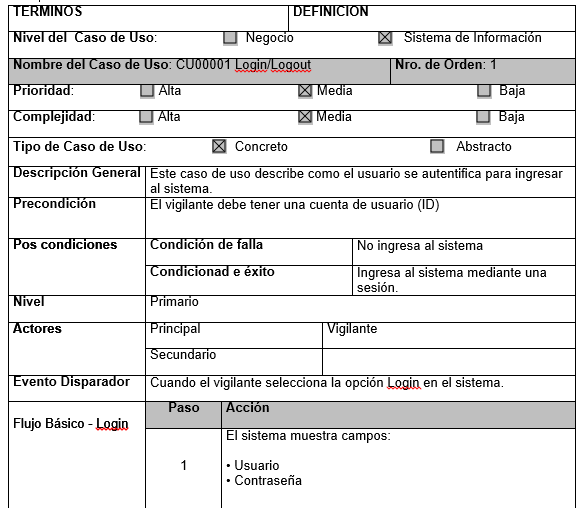 TERMINOS DEFINICION
Nivel del Caso de Uso: Negocio Sistema de Información
Nombre del Caso de Uso: CU00001 Login/Logout Nro. de Orden: 1
Prioridad: Alta Media Baja
Complejidad: Alta Media Baja
Tipo de Caso de Uso: Concreto Abstracto
Descripción General Este caso de uso describe como el usuario se autentifica para ingresar
al sistema.
Precondición El vigilante debe tener una cuenta de usuario (ID)
Pos condiciones Condición de falla No ingresa al sistema
Condicionad e éxito Ingresa al sistema mediante una
sesión.
Nivel Primario
Actores Principal Vigilante
Secundario
Evento Disparador Cuando el vigilante selecciona la opción Login en el sistema.
Flujo Básico - Login Paso Acción
1 El sistema muestra campos:
• Usuario
• Contraseña